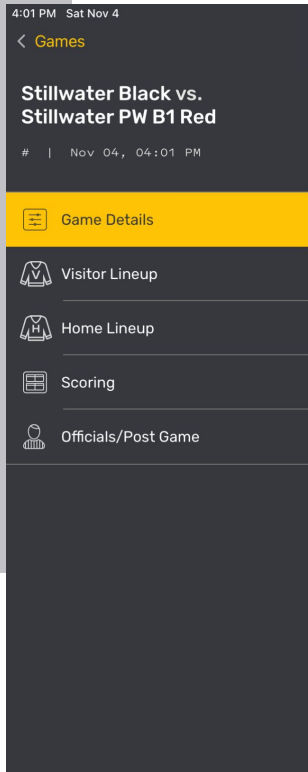 4:01 PM Sat Nov 4
Games
Stillwater Black vs.
Stillwater PW B1 Red
# | Nov 04, 04:01 PM
Game Details
V Visitor Lineup
H Home Lineup
Scoring
Officials/Post Game